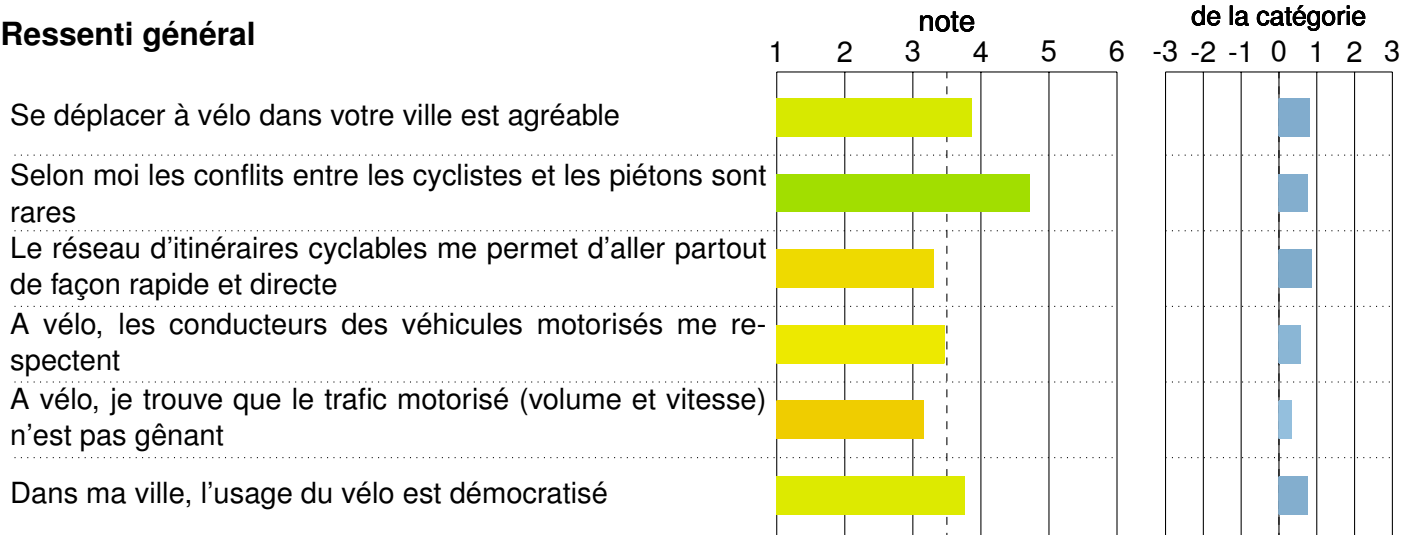 note
de la catégorie
Ressenti général
1 2 3 4 5 6
-3 -2 -1 0 1 2 3
Se déplacer à vélo dans votre ville est agréable
Selon moi les conflits entre les cyclistes et les piétons sont
rares
Le réseau d'itinéraires cyclables me permet d'aller partout
de façon rapide et directe
A vélo, les conducteurs des véhicules motorisés me re-
spectent
A vélo, je trouve que le trafic motorisé (volume et vitesse)
n'est pas gênant
Dans ma ville, l'usage du vélo est démocratisé